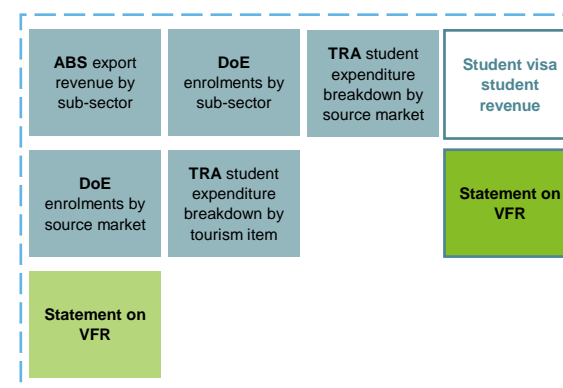 ABS export
revenue by
sub-sector
DoE
enrolments by
sub-sector
TRA student
expenditure
breakdown by
source market
Student visa
student
revenue
DoE
enrolments by
source market
TRA student
expenditure
breakdown by
tourism item
Statement on
VFR
Statement on
VFR